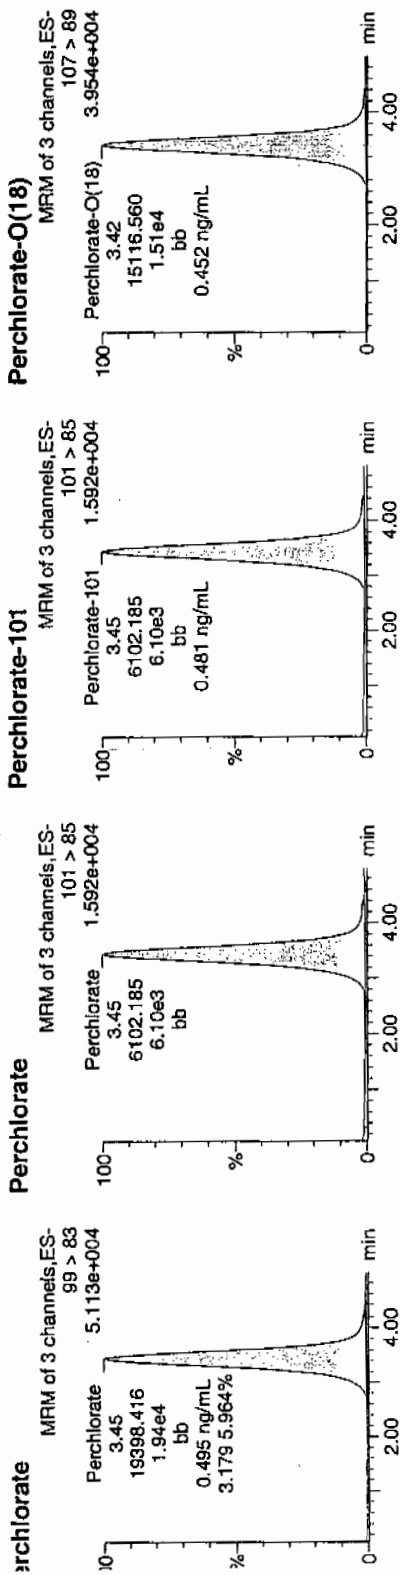 erchlorate
MRM of 3 channels,ES-
99 > 83
5.113e+004
Perchlorate
3.45
19398.416
1.94e4
bb
0.495 ng/mL
3.179 5.964%
%
0
2.00
4.00
min
Perchlorate
MRM of 3 channels,ES-
101 > 85
1.592e+004
100
Perchlorate
3.45
6102.185
6.10e3
bb
%
0
2.00
4.00
min
Perchlorate-101
MRM of 3 channels,ES-
101 > 85
1.592e+004
100
Perchlorate-101
3.45
6102.185
6.10e3
bb
0.481 ng/mL
%
0
2.00
4.00
min
Perchlorate-O(18)
MRM of 3 channels,ES-
107 > 89
3.954e+004
100
Perchlorate-O(18)
3.42
15116.560
1.51e4
bb
0.452 ng/mL
%
0
2.00
4.00
min